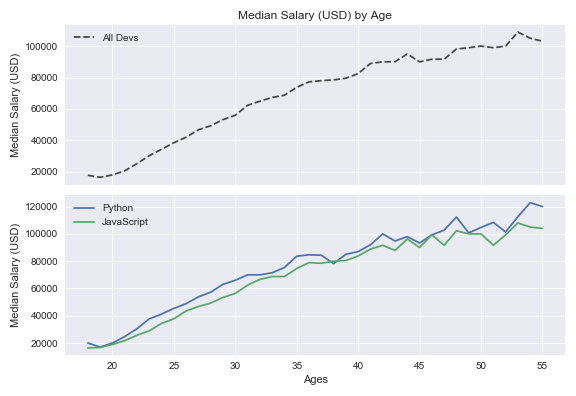 Median Salary (USD) by Age
Median Salary (USD)
100000
80000
60000
40000
20000
All Devs
Median Salary (USD)
120000
100000
80000
60000
40000
20000
Python
JavaScript
20 25 30 35 40 45 50 55
Ages